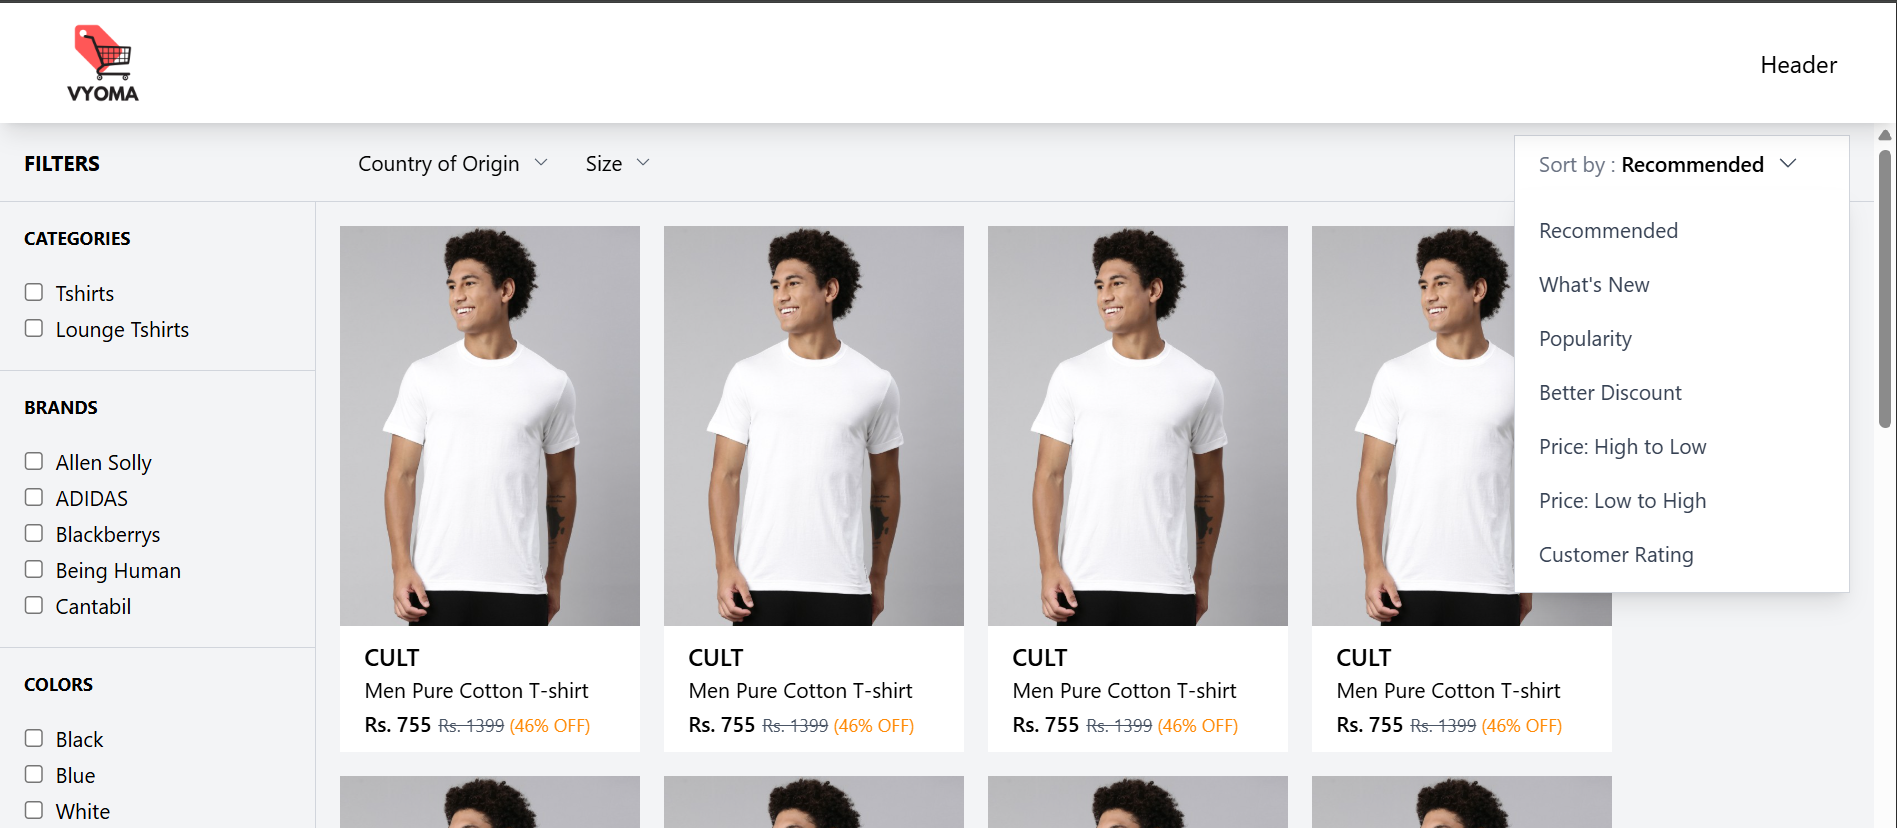 VYOMA
Header
FILTERS
Country of Origin
Size
Sort by : Recommended
Recommended
What's New
Popularity
Better Discount
Price: High to Low
Price: Low to High
Customer Rating
CATEGORIES
Tshirts
Lounge Tshirts
BRANDS
Allen Solly
ADIDAS
Blackberrys
Being Human
Cantabil
COLORS
Black
Blue
White
CULT
Men Pure Cotton T-shirt
Rs. 755 Rs. 1399 (46% OFF)
CULT
Men Pure Cotton T-shirt
Rs. 755 Rs. 1399 (46% OFF)
CULT
Men Pure Cotton T-shirt
Rs. 755 Rs. 1399 (46% OFF)
CULT
Men Pure Cotton T-shirt
Rs. 755 Rs. 1399 (46% OFF)